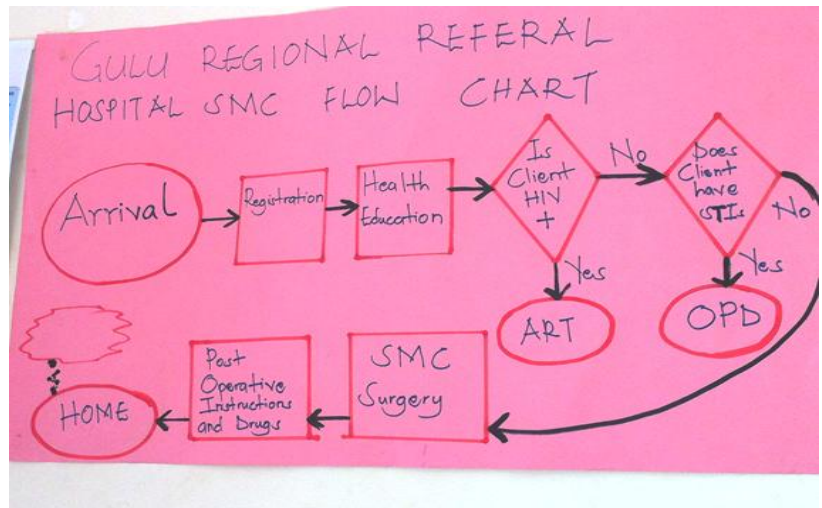 GULU REGIONAL REFERAL
HOSPITAL SMC FLOW CHART
Arrival
Registration
Health
Education
Is
Client
HIV
+
No
Yes
ART
Does
Client
have
STIs
No
Yes
OPD
SMC
Surgery
Post
Operative
Instructions
and Drugs
HOME